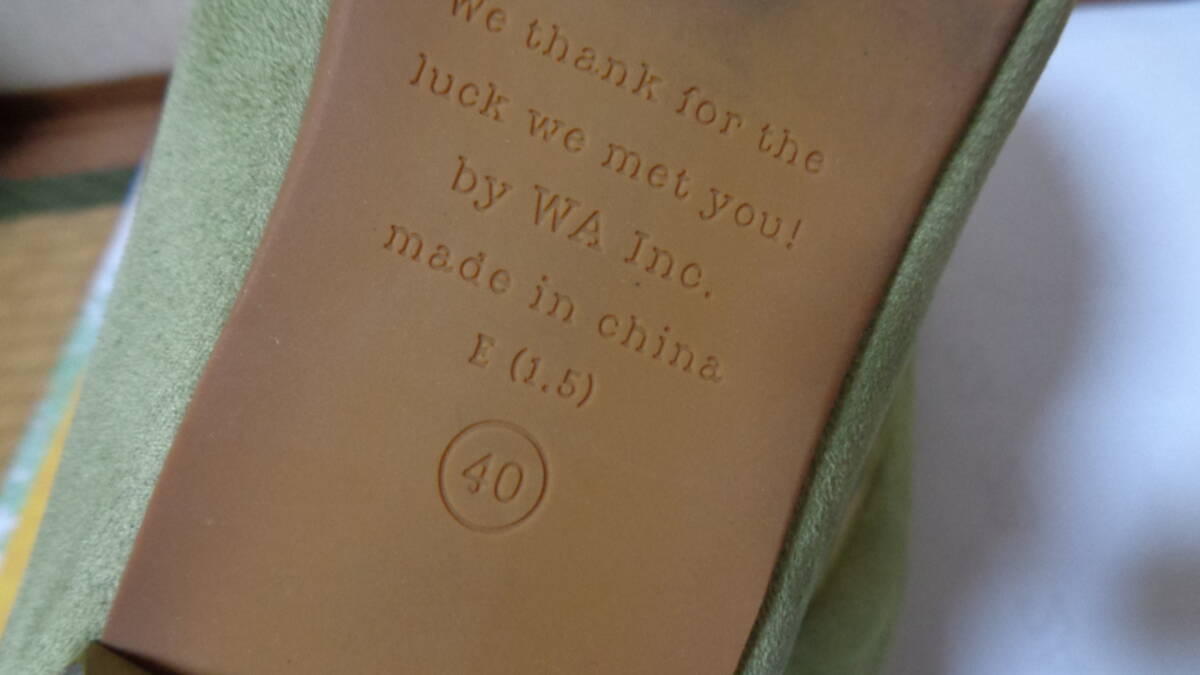 We thank for the
luck we met you!
by WA Inc.
made in china
E (1.5)
40